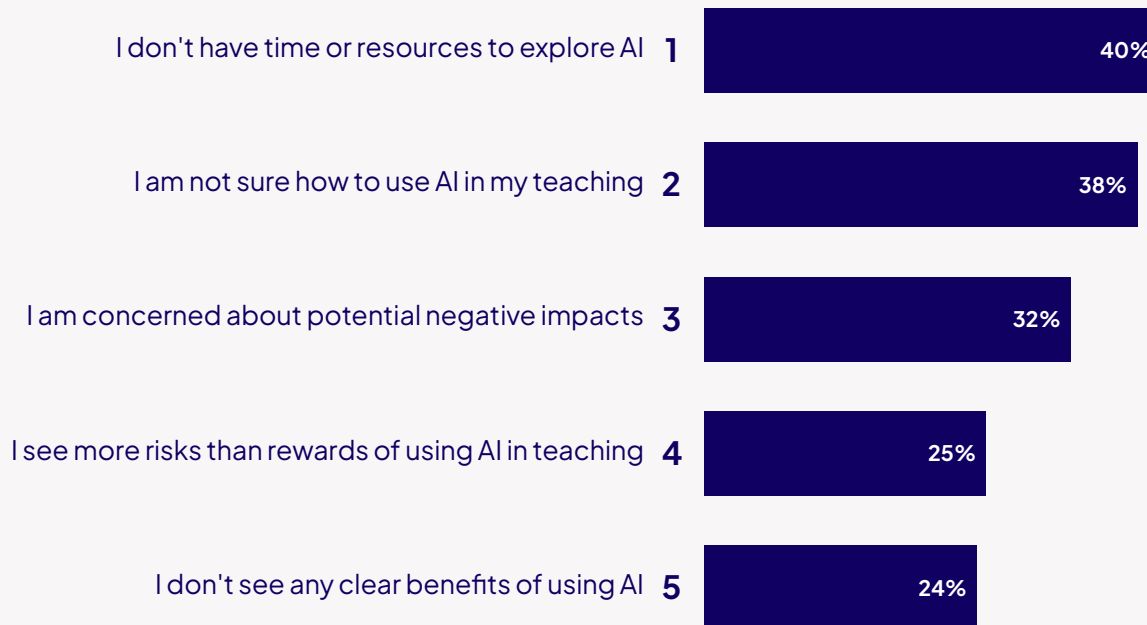 I don't have time or resources to explore AI 1 40%
I am not sure how to use AI in my teaching 2 38%
I am concerned about potential negative impacts 3 32%
I see more risks than rewards of using AI in teaching 4 25%
I don't see any clear benefits of using AI 5 24%